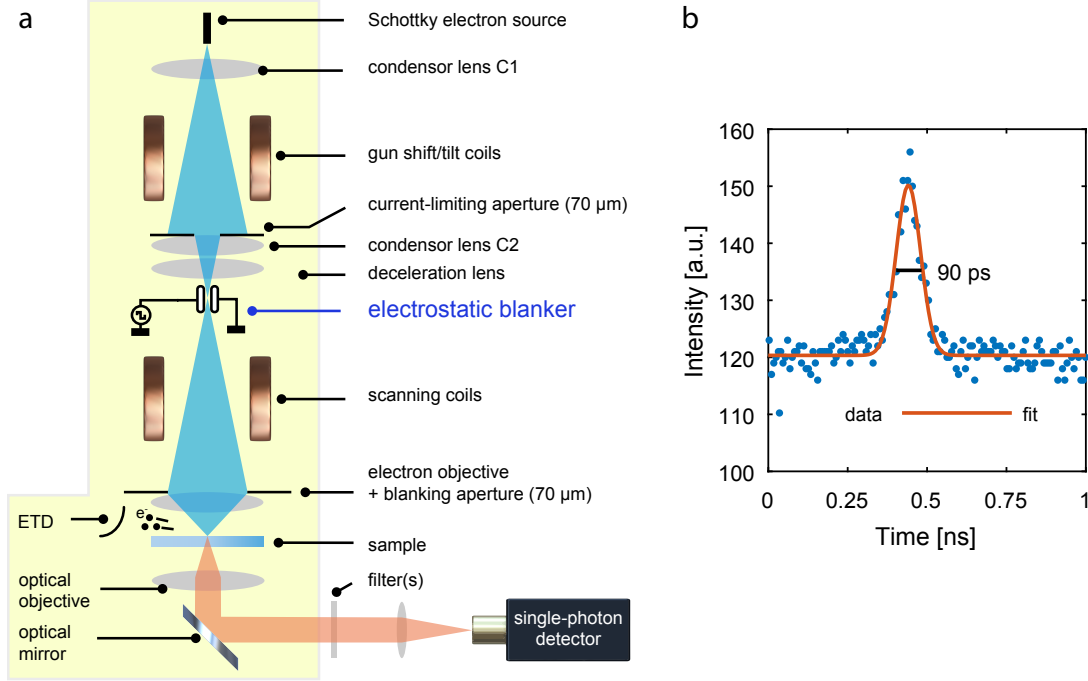 a
Schottky electron source
condensor lens C1
gun shift/tilt coils
current-limiting aperture (70 µm)
condensor lens C2
deceleration lens
electrostatic blanker
scanning coils
electron objective
+ blanking aperture (70 µm)
ETD
e-
sample
optical
objective
filter(s)
optical
mirror
single-photon
detector
b
160
150
140
130
120
110
100
Intensity [a.u.]
90 ps
data
fit
0
0.25
0.5
0.75
1
Time [ns]